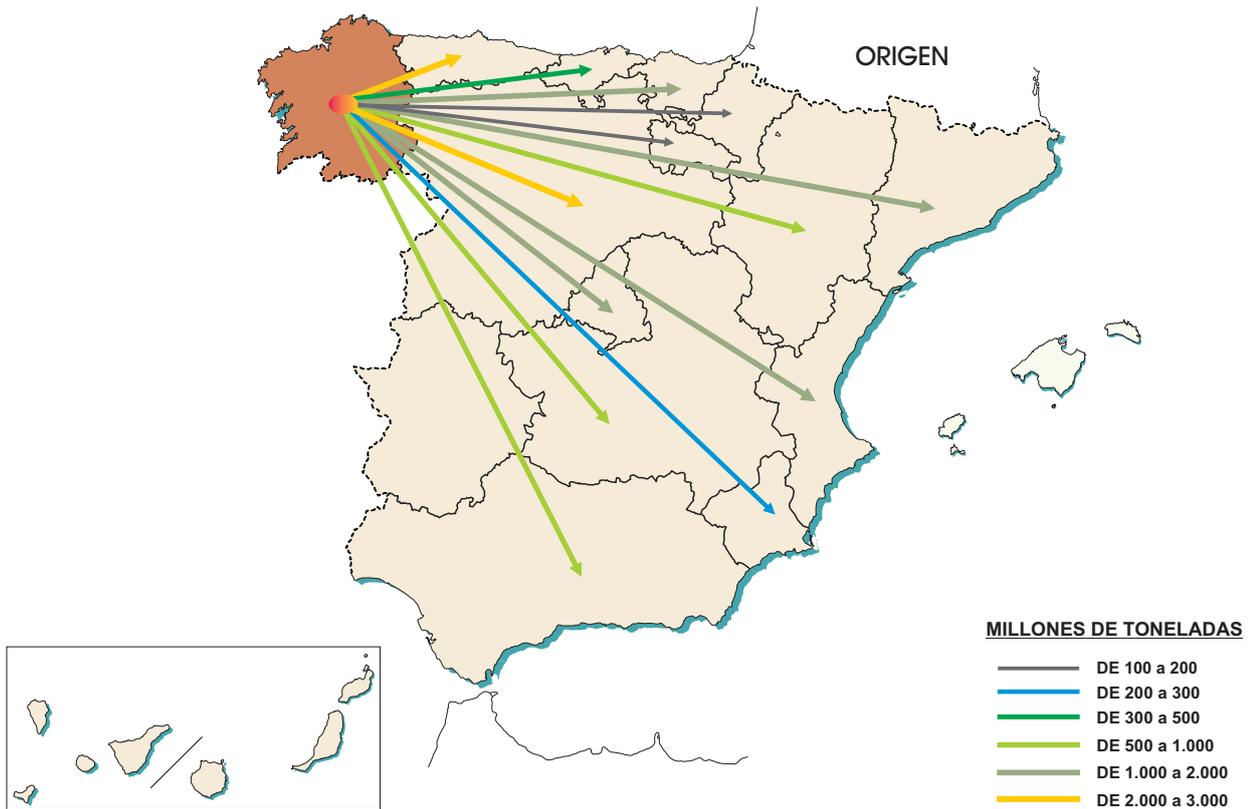 ORIGEN
MILLONES DE TONELADAS
DE 100 a 200
DE 200 a 300
DE 300 a 500
DE 500 a 1.000
DE 1.000 a 2.000
DE 2.000 a 3.000